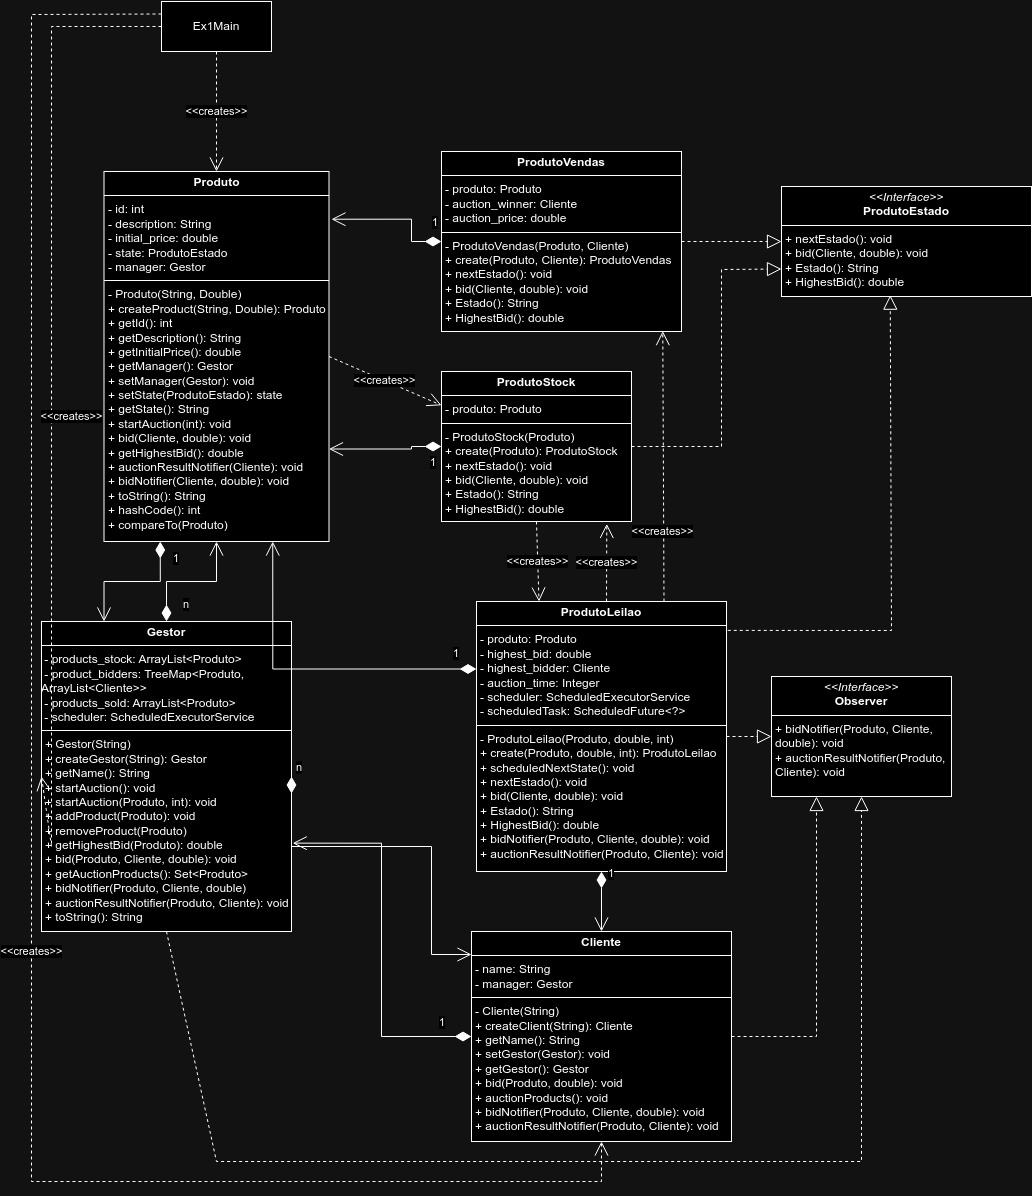 Ex1Main
<<creates>>
Produto
- id: int
- description: String
- initial_price: double
- state: ProdutoEstado
- manager: Gestor
- Produto(String, Double)
+ createProduct(String, Double): Produto
+ getId(): int
+ getDescription(): String
+ getInitialPrice(): double
+ getManager(): Gestor
+ setManager(Gestor): void
+ setState(ProdutoEstado): state
+ getState(): String
+ startAuction(int): void
+ bid(Cliente, double): void
+ getHighestBid(): double
+ auctionResultNotifier(Cliente): void
+ bidNotifier(Cliente, double): void
+ toString(): String
+ hashCode(): int
+ compareTo(Produto)
ProdutoVendas
- produto: Produto
- auction_winner: Cliente
- auction_price: double
- ProdutoVendas(Produto, Cliente)
+ create(Produto, Cliente): ProdutoVendas
+ nextEstado(): void
+ bid(Cliente, double): void
+ Estado(): String
+ HighestBid(): double
1
<<Interface>>
ProdutoEstado
+ nextEstado(): void
+ bid(Cliente, double): void
+ Estado(): String
+ HighestBid(): double
<<creates>>
ProdutoStock
- produto: Produto
- ProdutoStock(Produto)
+ create(Produto): ProdutoStock
+ nextEstado(): void
+ bid(Cliente, double): void
+ Estado(): String
+ HighestBid(): double
1
<<creates>>
<<creates>>
<<creates>>
<<creates>>
1
n
Gestor
- products_stock: ArrayList<Produto>
- product_bidders: TreeMap<Produto,
ArrayList<Cliente>>
- products_sold: ArrayList<Produto>
- scheduler: ScheduledExecutorService
+ Gestor(String)
+ createGestor(String): Gestor
+ getName(): String
+ startAuction(): void
+ startAuction(Produto, int): void
+ addProduct(Produto): void
+ removeProduct(Produto)
+ getHighestBid(Produto): double
+ bid(Produto, Cliente, double): void
+ getAuctionProducts(): Set<Produto>
+ bidNotifier(Produto, Cliente, double)
+ auctionResultNotifier(Produto, Cliente): void
+ toString(): String
n
1
ProdutoLeilao
- produto: Produto
- highest_bid: double
- highest_bidder: Cliente
- auction_time: Integer
- scheduler: ScheduledExecutorService
- scheduledTask: ScheduledFuture<?>
- ProdutoLeilao(Produto, double, int)
+ create(Produto, double, int): ProdutoLeilao
+ scheduledNextState(): void
+ nextEstado(): void
+ bid(Cliente, double): void
+ Estado(): String
+ HighestBid(): double
+ bidNotifier(Produto, Cliente, double): void
+ auctionResultNotifier(Produto, Cliente): void
1
<<Interface>>
Observer
+ bidNotifier(Produto, Cliente,
double): void
+ auctionResultNotifier(Produto,
Cliente): void
<<creates>>
Cliente
- name: String
- manager: Gestor
- Cliente(String)
+ createClient(String): Cliente
+ getName(): String
+ setGestor(Gestor): void
+ getGestor(): Gestor
+ bid(Produto, double): void
+ auctionProducts(): void
+ bidNotifier(Produto, Cliente, double): void
+ auctionResultNotifier(Produto, Cliente): void
1